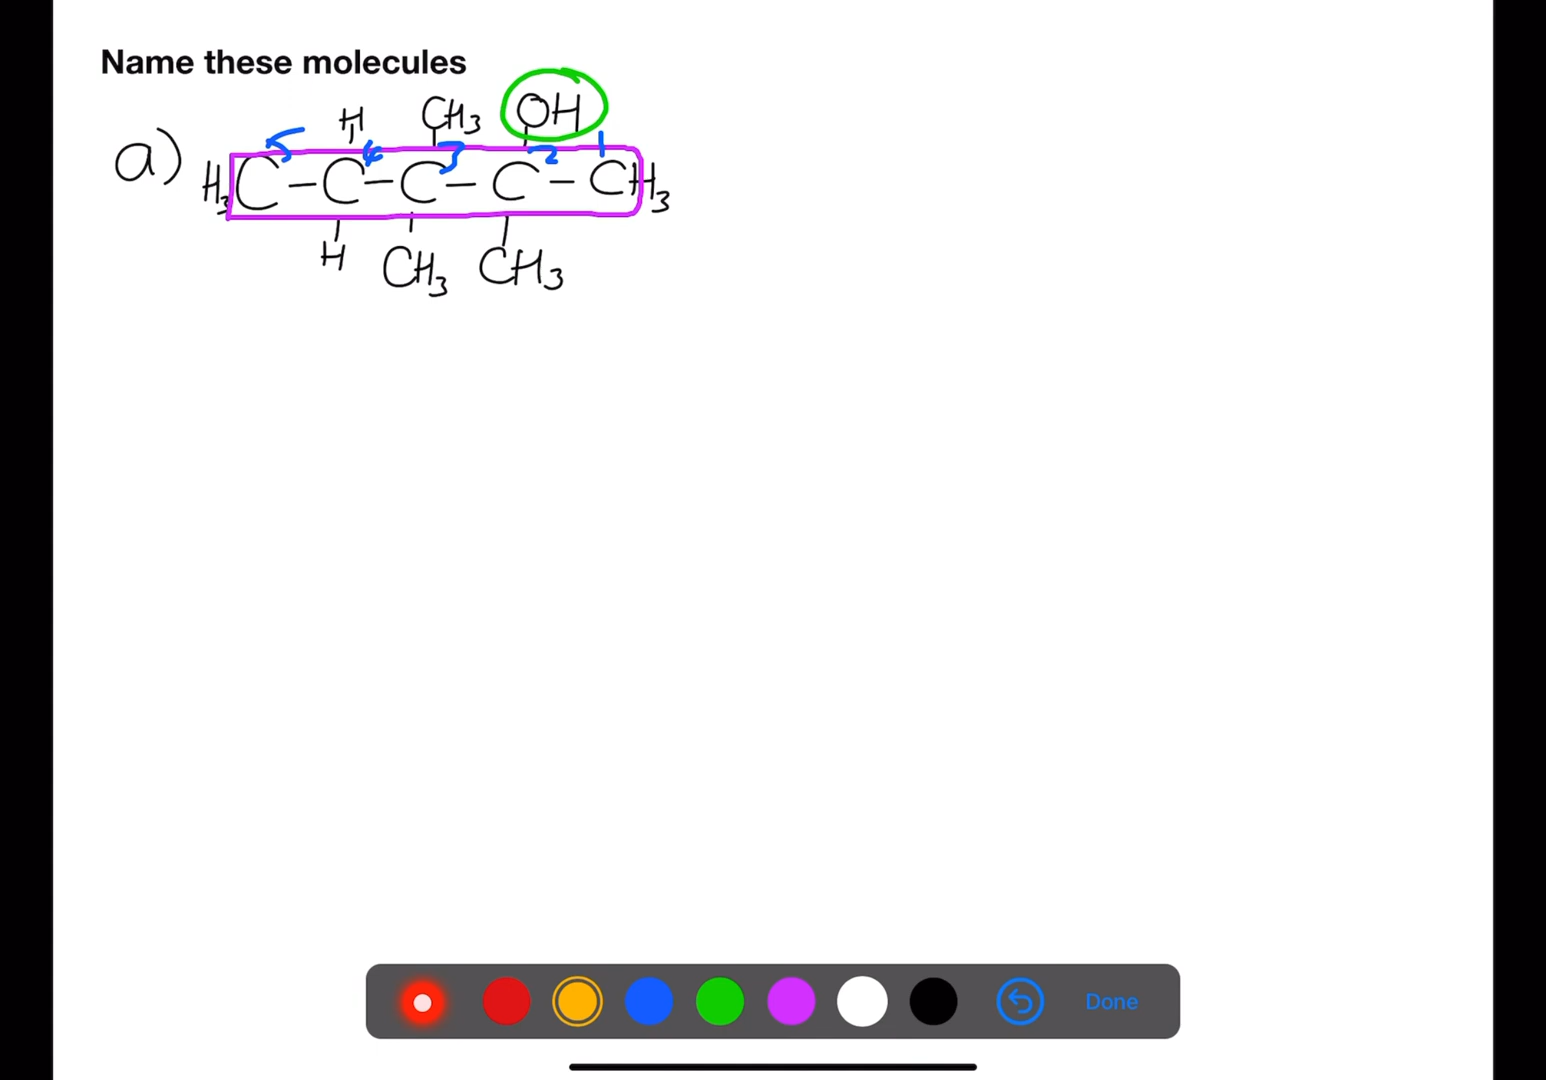 Name these molecules
a)
H CH3 OH
5 4 3 2 1
H3C-C-C-C-CH3
H CH3 CH3
Done